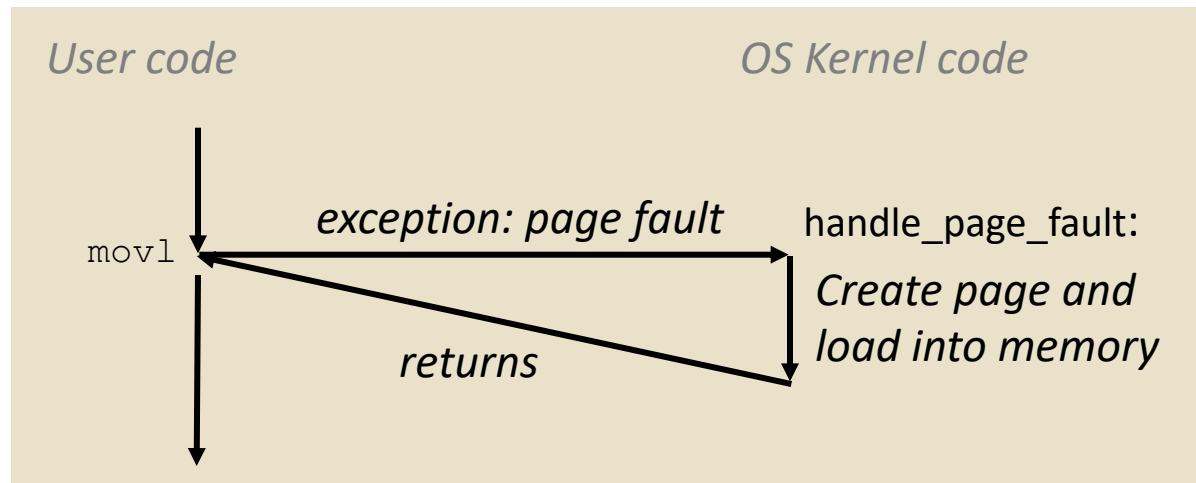 User code
OS Kernel code
exception: page fault
handle_page_fault:
movl
Create page and
load into memory
returns